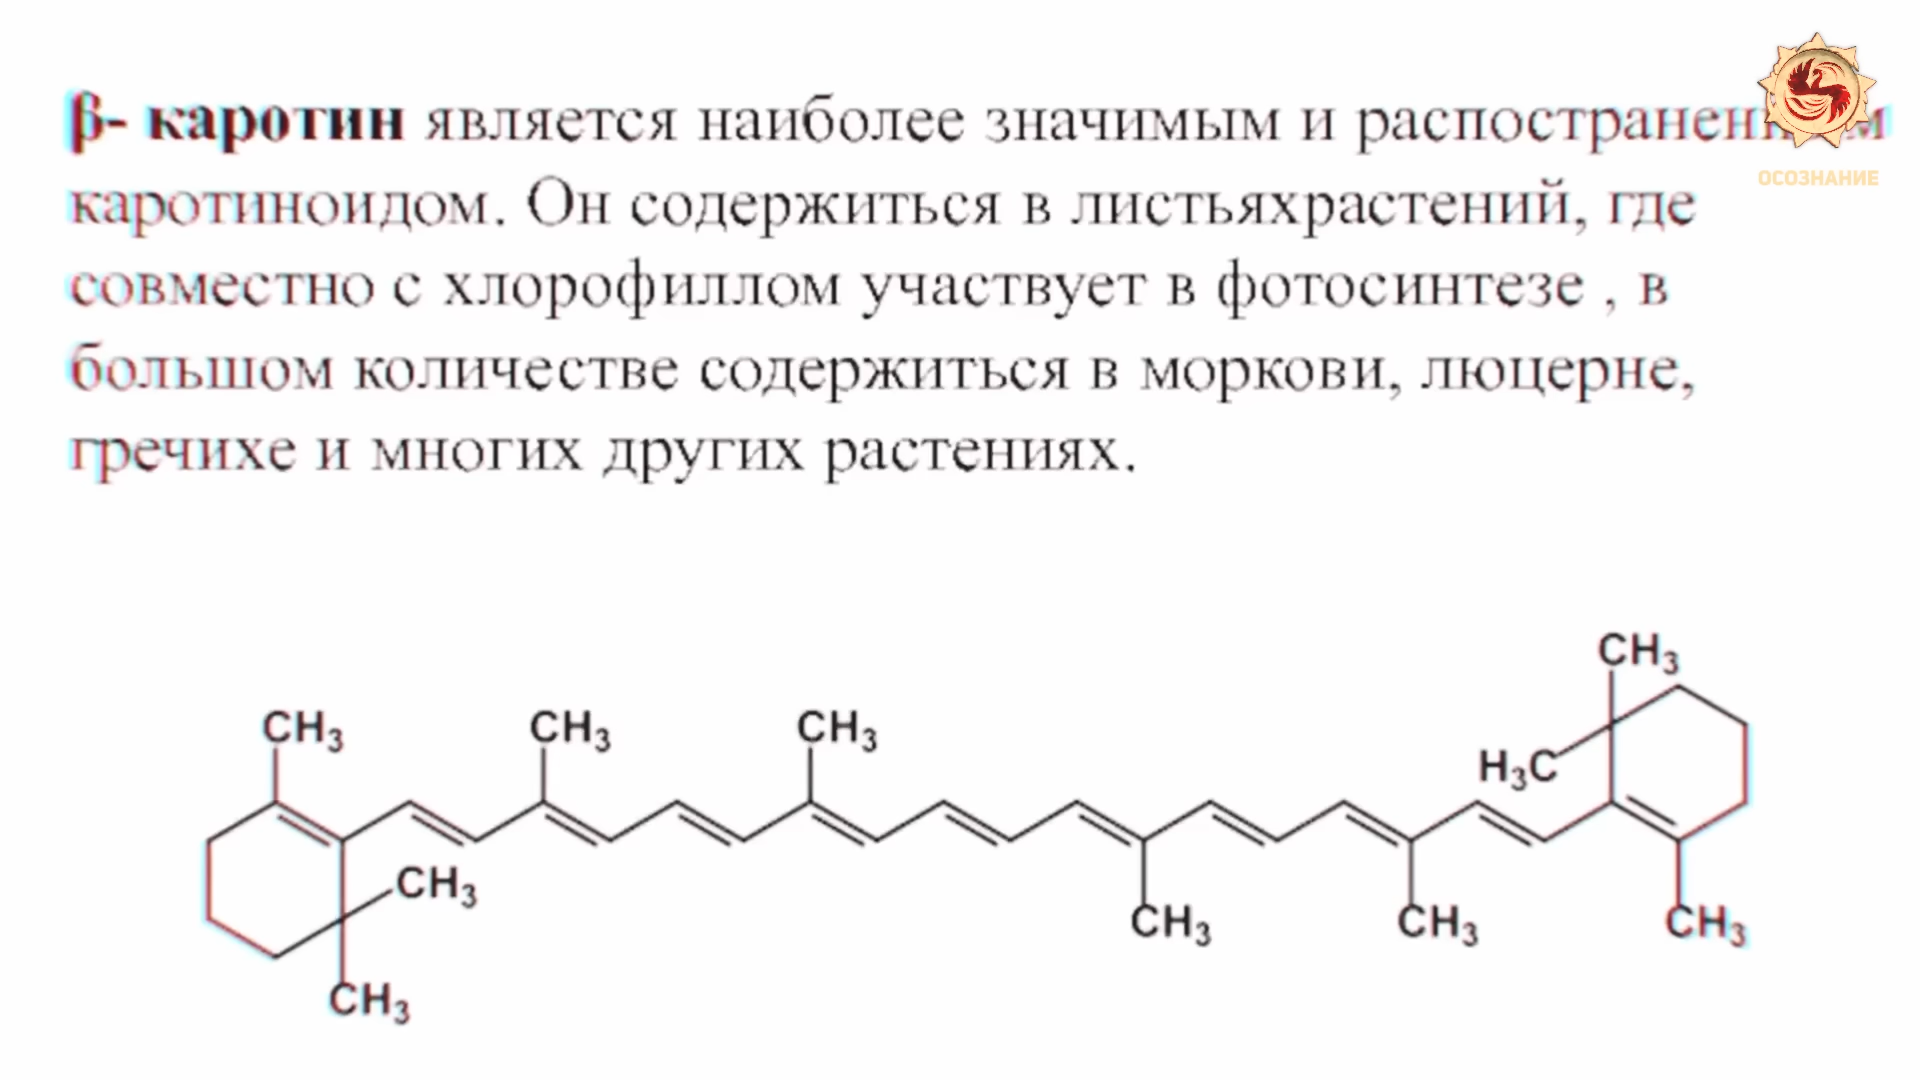 β- каротин является наиболее значимым и
каротиноидом. Он содержиться в листьяхрастений, где
совместно с хлорофиллом участвует в фотосинтезе , в
большом количестве содержиться в моркови, люцерне,
гречихе и многих других растениях.
ОСОЗНАНИЕ
CH3
CH3 CH3 CH3
H3C
CH3
CH3 CH3 CH3
CH3